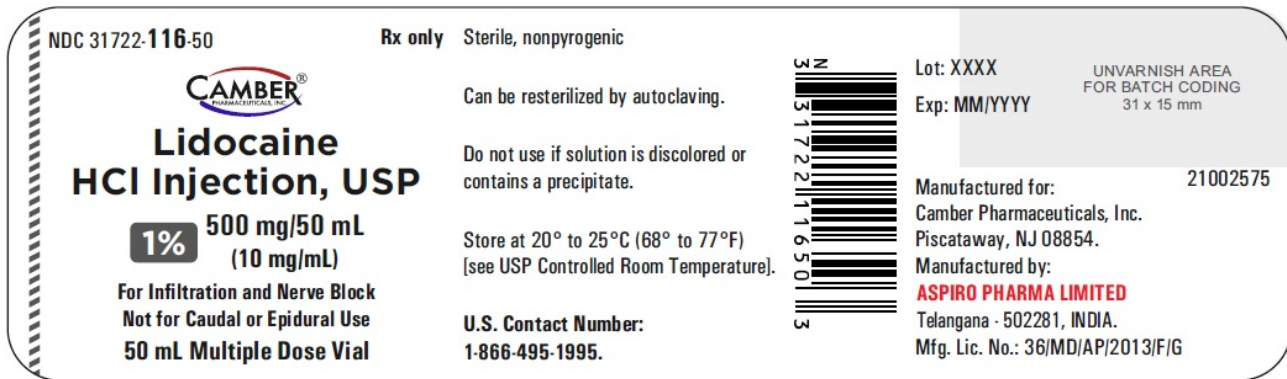 NDC 31722-116-50
Rx only
CAMBER®
PHARMACEUTICALS, INC.
Lidocaine
HCl Injection, USP
1%
500 mg/50 mL
(10 mg/mL)
For Infiltration and Nerve Block
Not for Caudal or Epidural Use
50 mL Multiple Dose Vial
Sterile, nonpyrogenic
Can be resterilized by autoclaving.
Do not use if solution is discolored or
contains a precipitate.
Store at 20° to 25°C (68° to 77°F)
[see USP Controlled Room Temperature].
U.S. Contact Number:
1-866-495-1995.
N
3 31722 11650 3
Lot: XXXX
Exp: MM/YYYY
UNVARNISH AREA
FOR BATCH CODING
31 x 15 mm
21002575
Manufactured for:
Camber Pharmaceuticals, Inc.
Piscataway, NJ 08854.
Manufactured by:
ASPIRO PHARMA LIMITED
Telangana - 502281, INDIA.
Mfg. Lic. No.: 36/MD/AP/2013/F/G